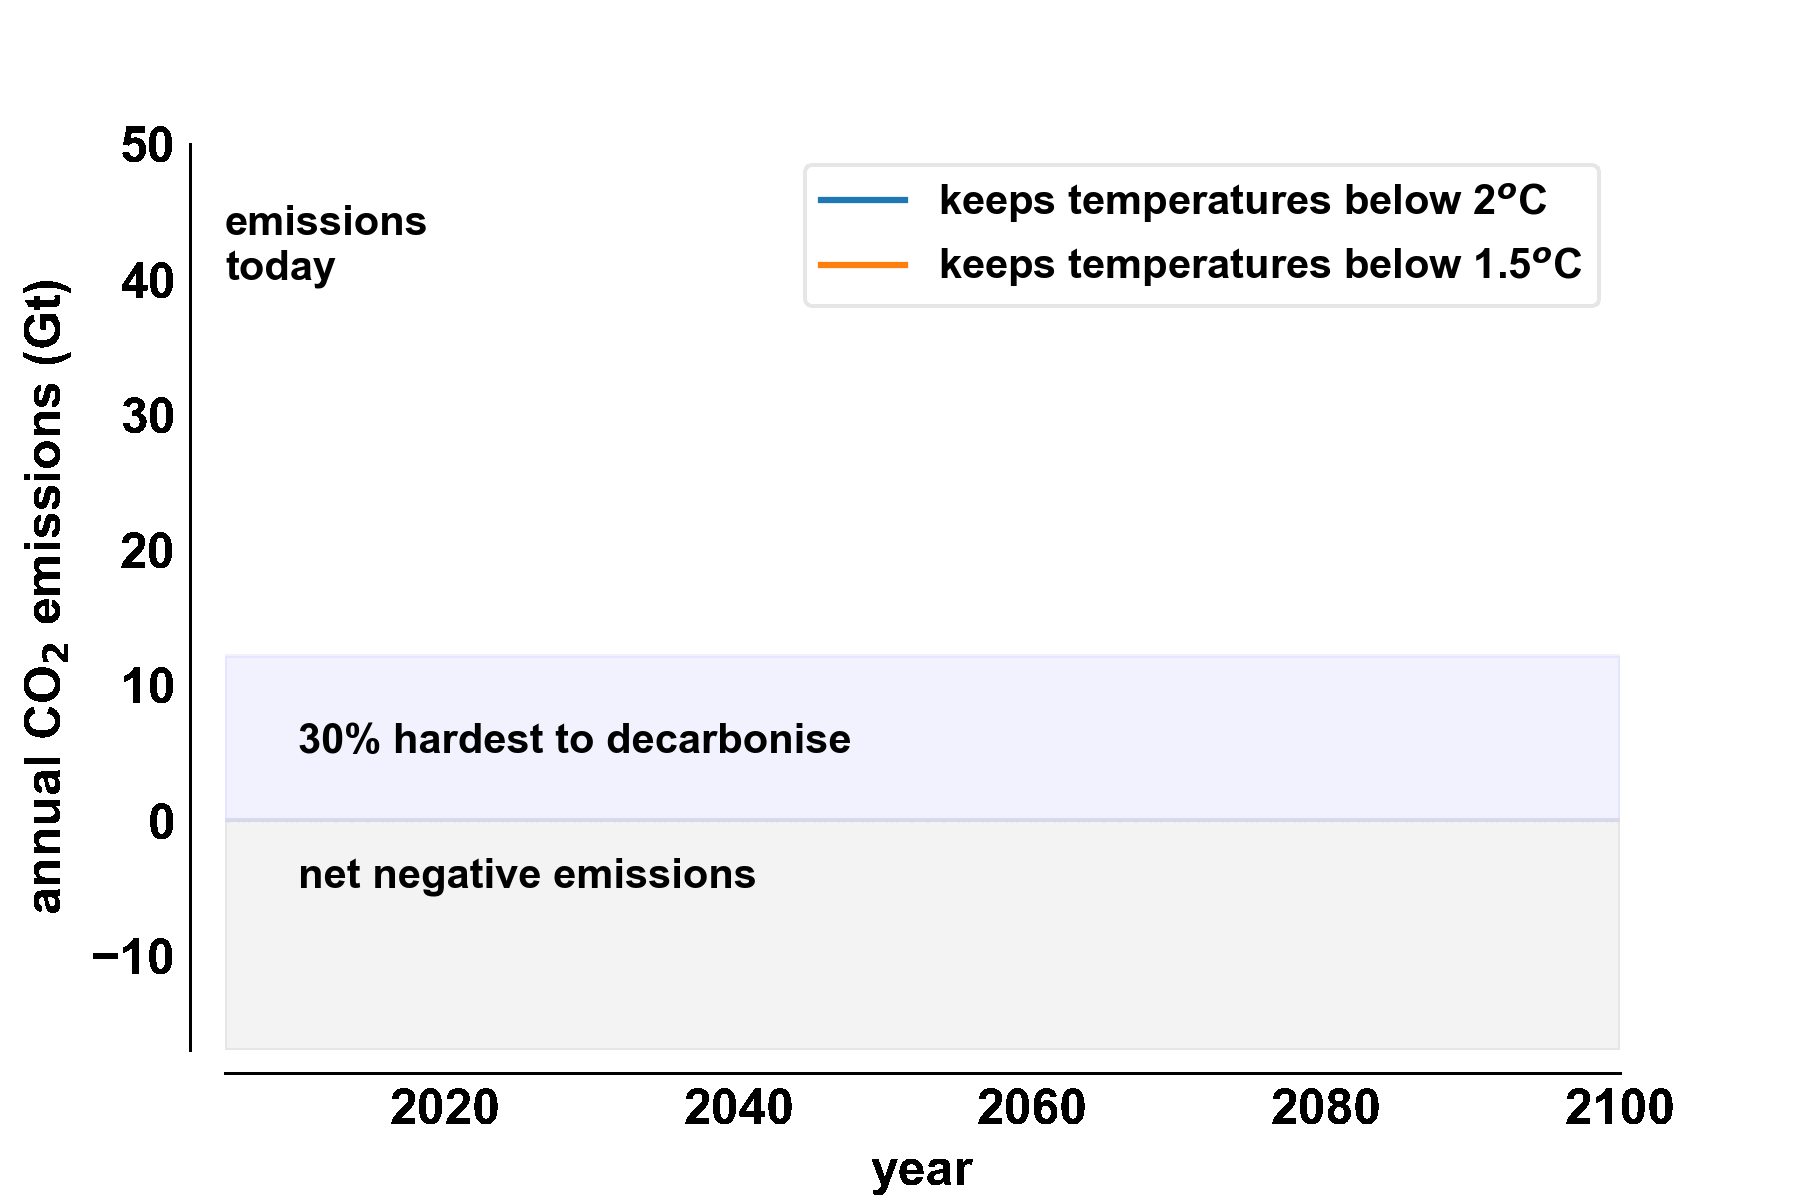 50
40
30
20
10
0
−10
annual CO₂ emissions (Gt)
emissions
today
keeps temperatures below 2ºC
keeps temperatures below 1.5ºC
30% hardest to decarbonise
net negative emissions
2020
2040
2060
2080
2100
year